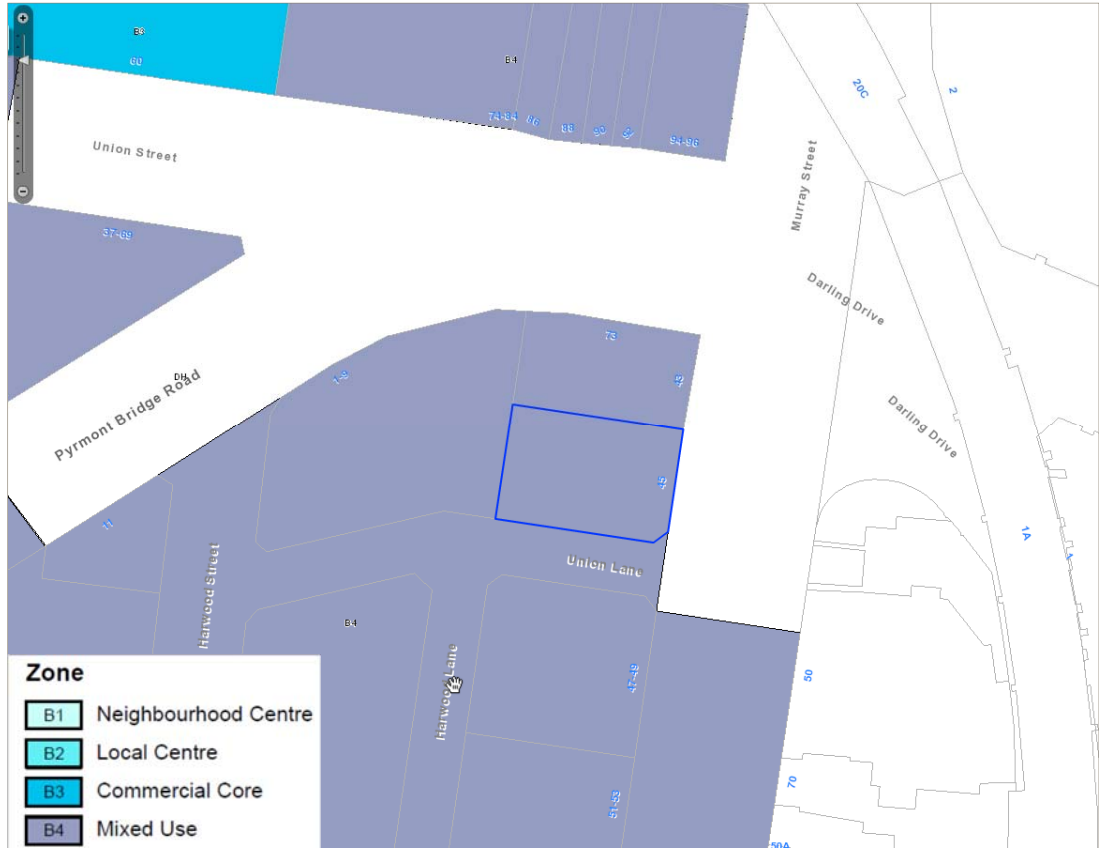 B3
60
B4
74-84
86
88
90
94-96
Union Street
20C
2
Murray Street
37-69
Darling Drive
73
DH
1-9
42
Pyrmont Bridge Road
Darling Drive
45
11
1A
Harwood Street
Union Lane
B4
Harwood Lane
47-49
50
51-53
70
50A
Zone
B1 Neighbourhood Centre
B2 Local Centre
B3 Commercial Core
B4 Mixed Use